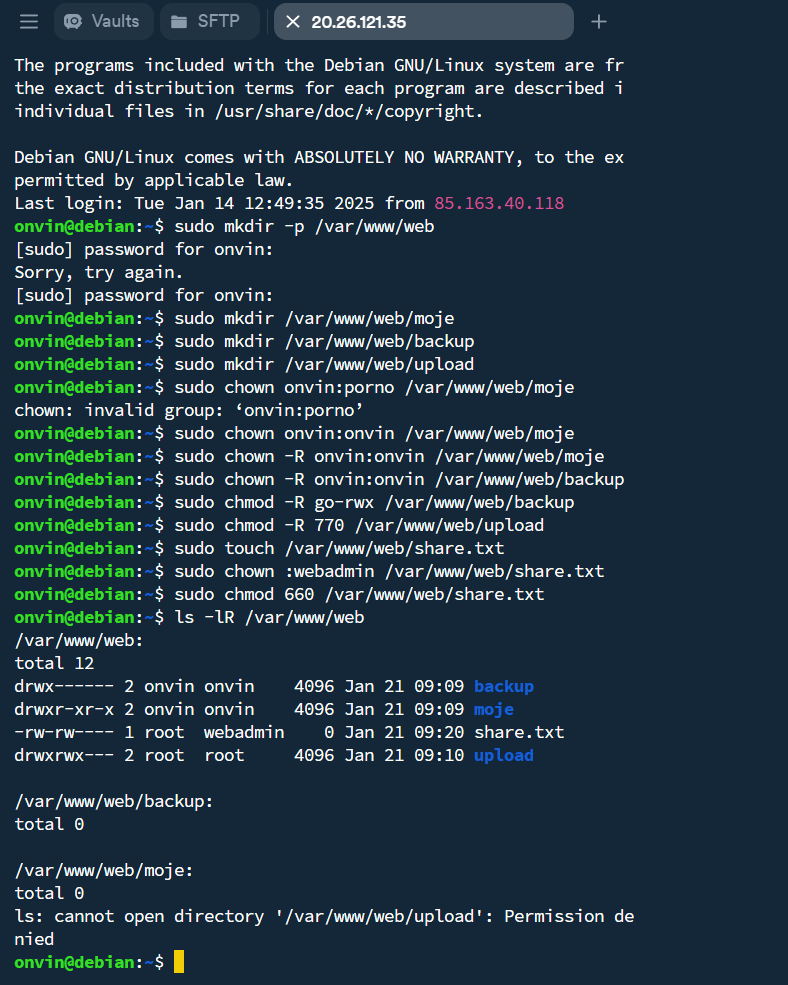 Vaults
SFTP
20.26.121.35
The programs included with the Debian GNU/Linux system are fr
the exact distribution terms for each program are described i
individual files in /usr/share/doc/*/copyright.
Debian GNU/Linux comes with ABSOLUTELY NO WARRANTY, to the ex
permitted by applicable law.
Last login: Tue Jan 14 12:49:35 2025 from 85.163.40.118
onvin@debian:~$ sudo mkdir -p /var/www/web
[sudo] password for onvin:
Sorry, try again.
[sudo] password for onvin:
onvin@debian:~$ sudo mkdir /var/www/web/moje
onvin@debian:~$ sudo mkdir /var/www/web/backup
onvin@debian:~$ sudo mkdir /var/www/web/upload
onvin@debian:~$ sudo chown onvin:porno /var/www/web/moje
chown: invalid group: ‘onvin:porno’
onvin@debian:~$ sudo chown onvin:onvin /var/www/web/moje
onvin@debian:~$ sudo chown -R onvin:onvin /var/www/web/moje
onvin@debian:~$ sudo chown -R onvin:onvin /var/www/web/backup
onvin@debian:~$ sudo chmod -R go-rwx /var/www/web/backup
onvin@debian:~$ sudo chmod -R 770 /var/www/web/upload
onvin@debian:~$ sudo touch /var/www/web/share.txt
onvin@debian:~$ sudo chown :webadmin /var/www/web/share.txt
onvin@debian:~$ sudo chmod 660 /var/www/web/share.txt
onvin@debian:~$ ls -lR /var/www/web
/var/www/web:
total 12
drwx------ 2 onvin onvin    4096 Jan 21 09:09 backup
drwxr-xr-x 2 onvin onvin    4096 Jan 21 09:09 moje
-rw-rw---- 1 root  webadmin    0 Jan 21 09:20 share.txt
drwxrwx--- 2 root  root     4096 Jan 21 09:10 upload
/var/www/web/backup:
total 0
/var/www/web/moje:
total 0
ls: cannot open directory '/var/www/web/upload': Permission de
nied
onvin@debian:~$